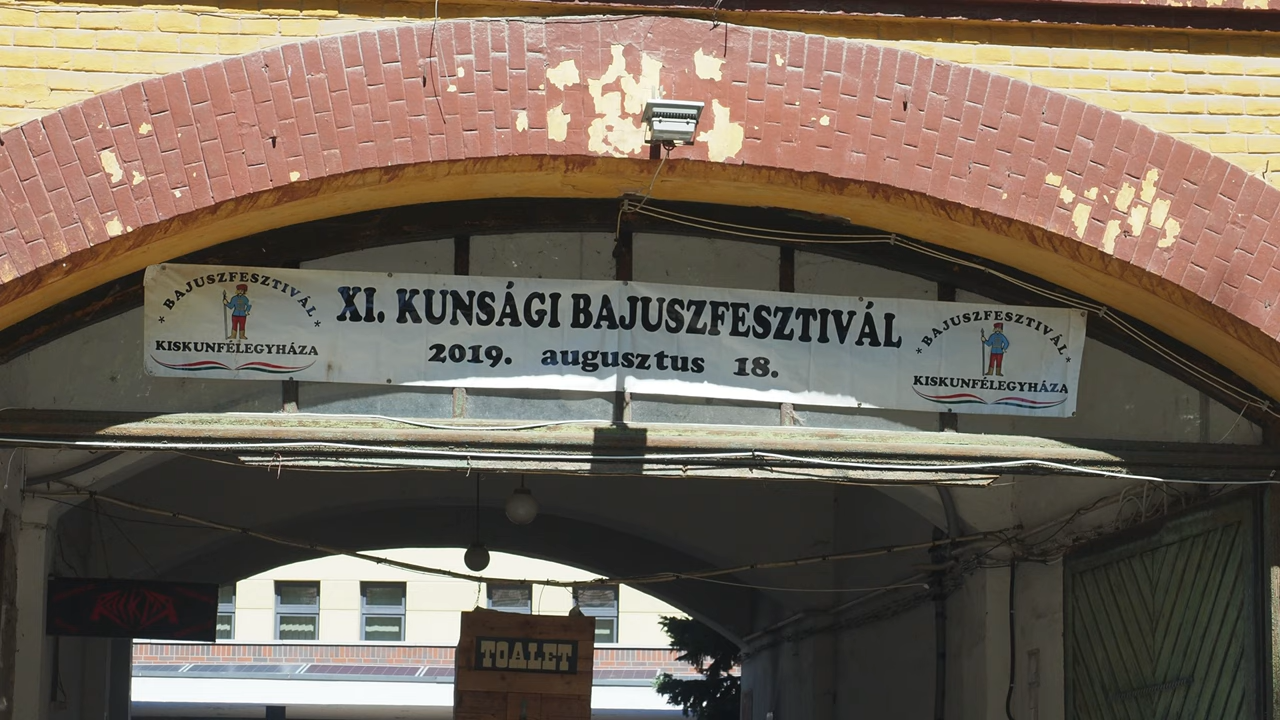 BAJUSZFESZTIVÁL
KISKUNFÉLEGYHÁZA
XI. KUNSÁGI BAJUSZFESZTIVÁL
2019. augusztus 18.
BAJUSZFESZTIVÁL
KISKUNFÉLEGYHÁZA
TOALET